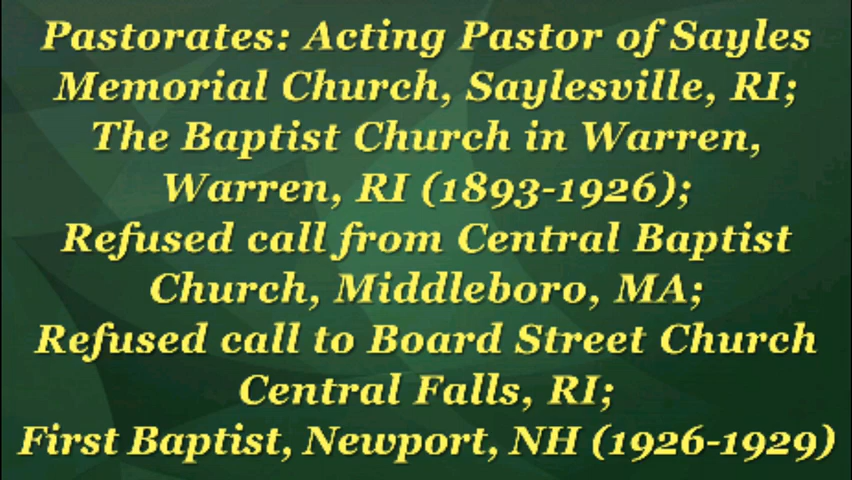 Pastorates: Acting Pastor of Sayles
Memorial Church, Saylesville, RI;
The Baptist Church in Warren,
Warren, RI (1893-1926);
Refused call from Central Baptist
Church, Middleboro, MA;
Refused call to Board Street Church
Central Falls, RI;
First Baptist, Newport, NH (1926-1929)